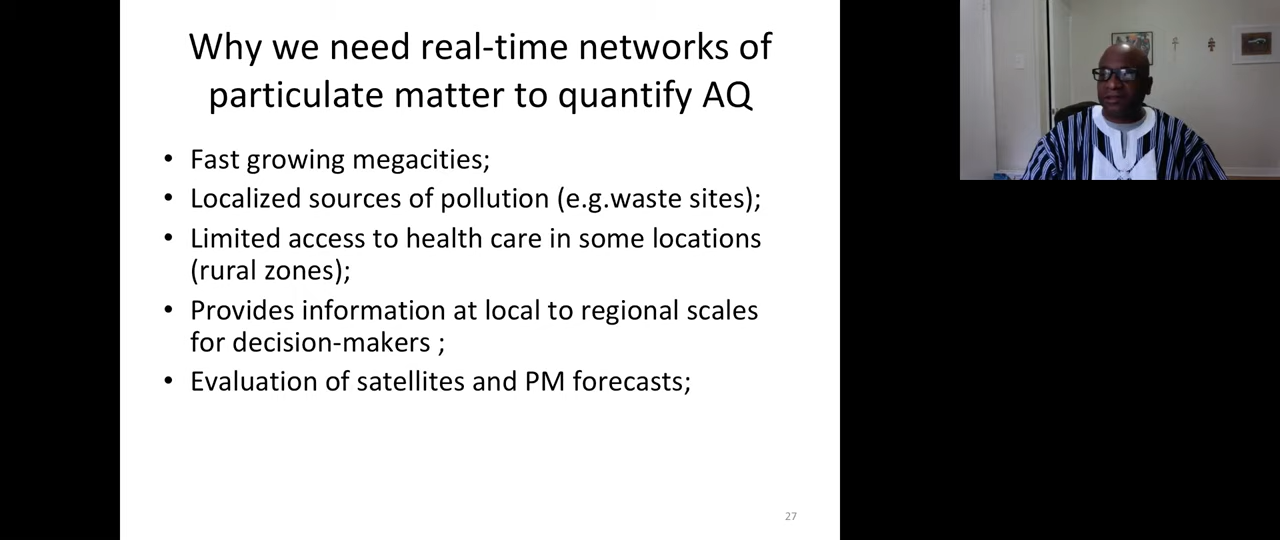 Why we need real-time networks of
particulate matter to quantify AQ
• Fast growing megacities;
• Localized sources of pollution (e.g.waste sites);
• Limited access to health care in some locations
(rural zones);
• Provides information at local to regional scales
for decision-makers ;
• Evaluation of satellites and PM forecasts;
27